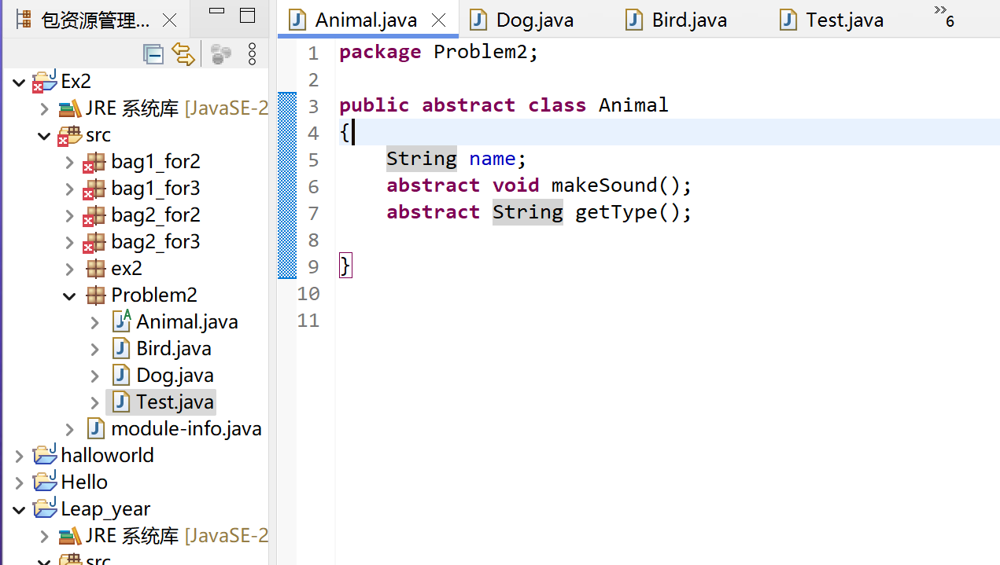 包资源管理...
Ex2
JRE 系统库 [JavaSE-2
src
bag1_for2
bag1_for3
bag2_for2
bag2_for3
ex2
Problem2
Animal.java
Bird.java
Dog.java
Test.java
module-info.java
halloworld
Hello
Leap_year
JRE 系统库 [JavaSE-2
src
Animal.java Dog.java Bird.java Test.java 6
1 package Problem2;
2
3 public abstract class Animal
4 {
5 String name;
6 abstract void makeSound();
7 abstract String getType();
8
9 }
10
11